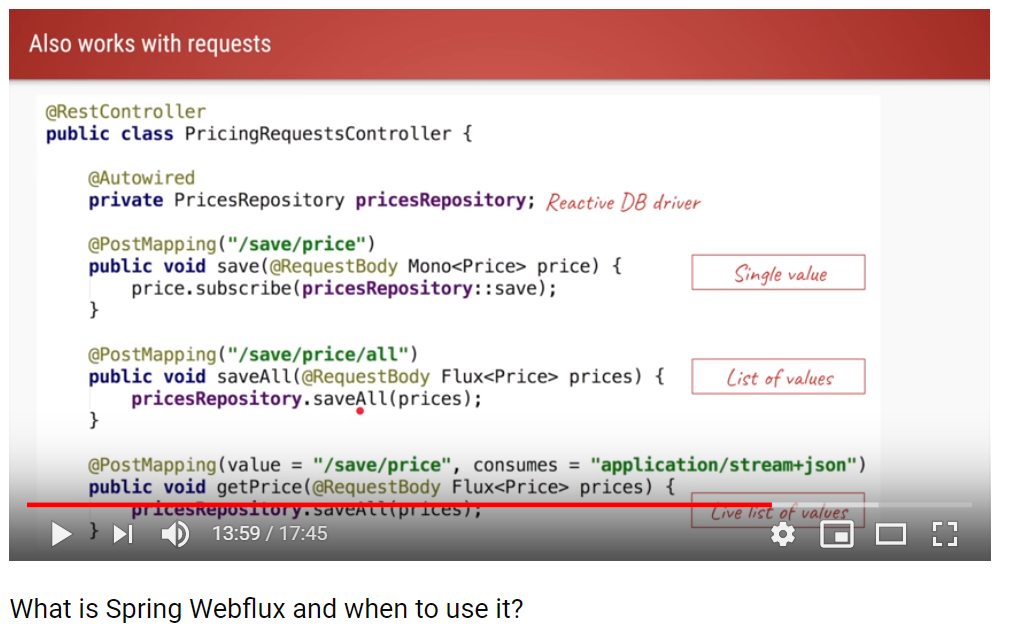 Also works with requests
@RestController
public class PricingRequestsController {
@Autowired
private PricesRepository pricesRepository; Reactive DB driver
@PostMapping("/save/price")
public void save(@RequestBody Mono<Price> price) {
price.subscribe(pricesRepository::save);
}
Single value
@PostMapping("/save/price/all")
public void saveAll(@RequestBody Flux<Price> prices) {
pricesRepository.saveAll(prices);
}
List of values
@PostMapping(value = "/save/price", consumes = "application/stream+json")
public void getPrice(@RequestBody Flux<Price> prices) {
pricesRepository.saveAll(prices);
}
Live list of values
13:59 / 17:45
What is Spring Webflux and when to use it?